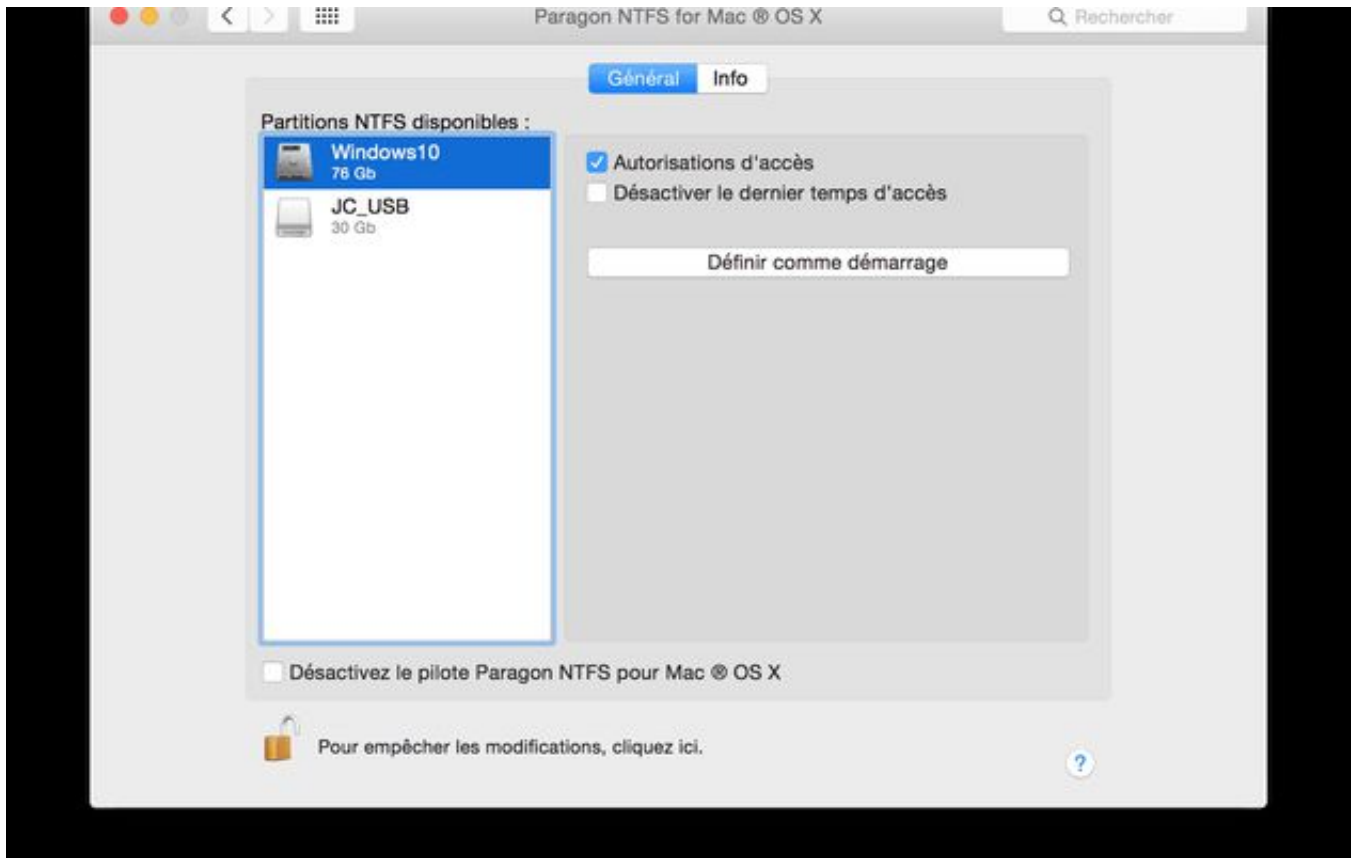 Paragon NTFS for Mac ® OS X
Rechercher
Général
Info
Partitions NTFS disponibles :
Windows10
76 Gb
JC_USB
30 Gb
Autorisations d'accès
Désactiver le dernier temps d'accès
Définir comme démarrage
Désactivez le pilote Paragon NTFS pour Mac ® OS X
Pour empêcher les modifications, cliquez ici.
?